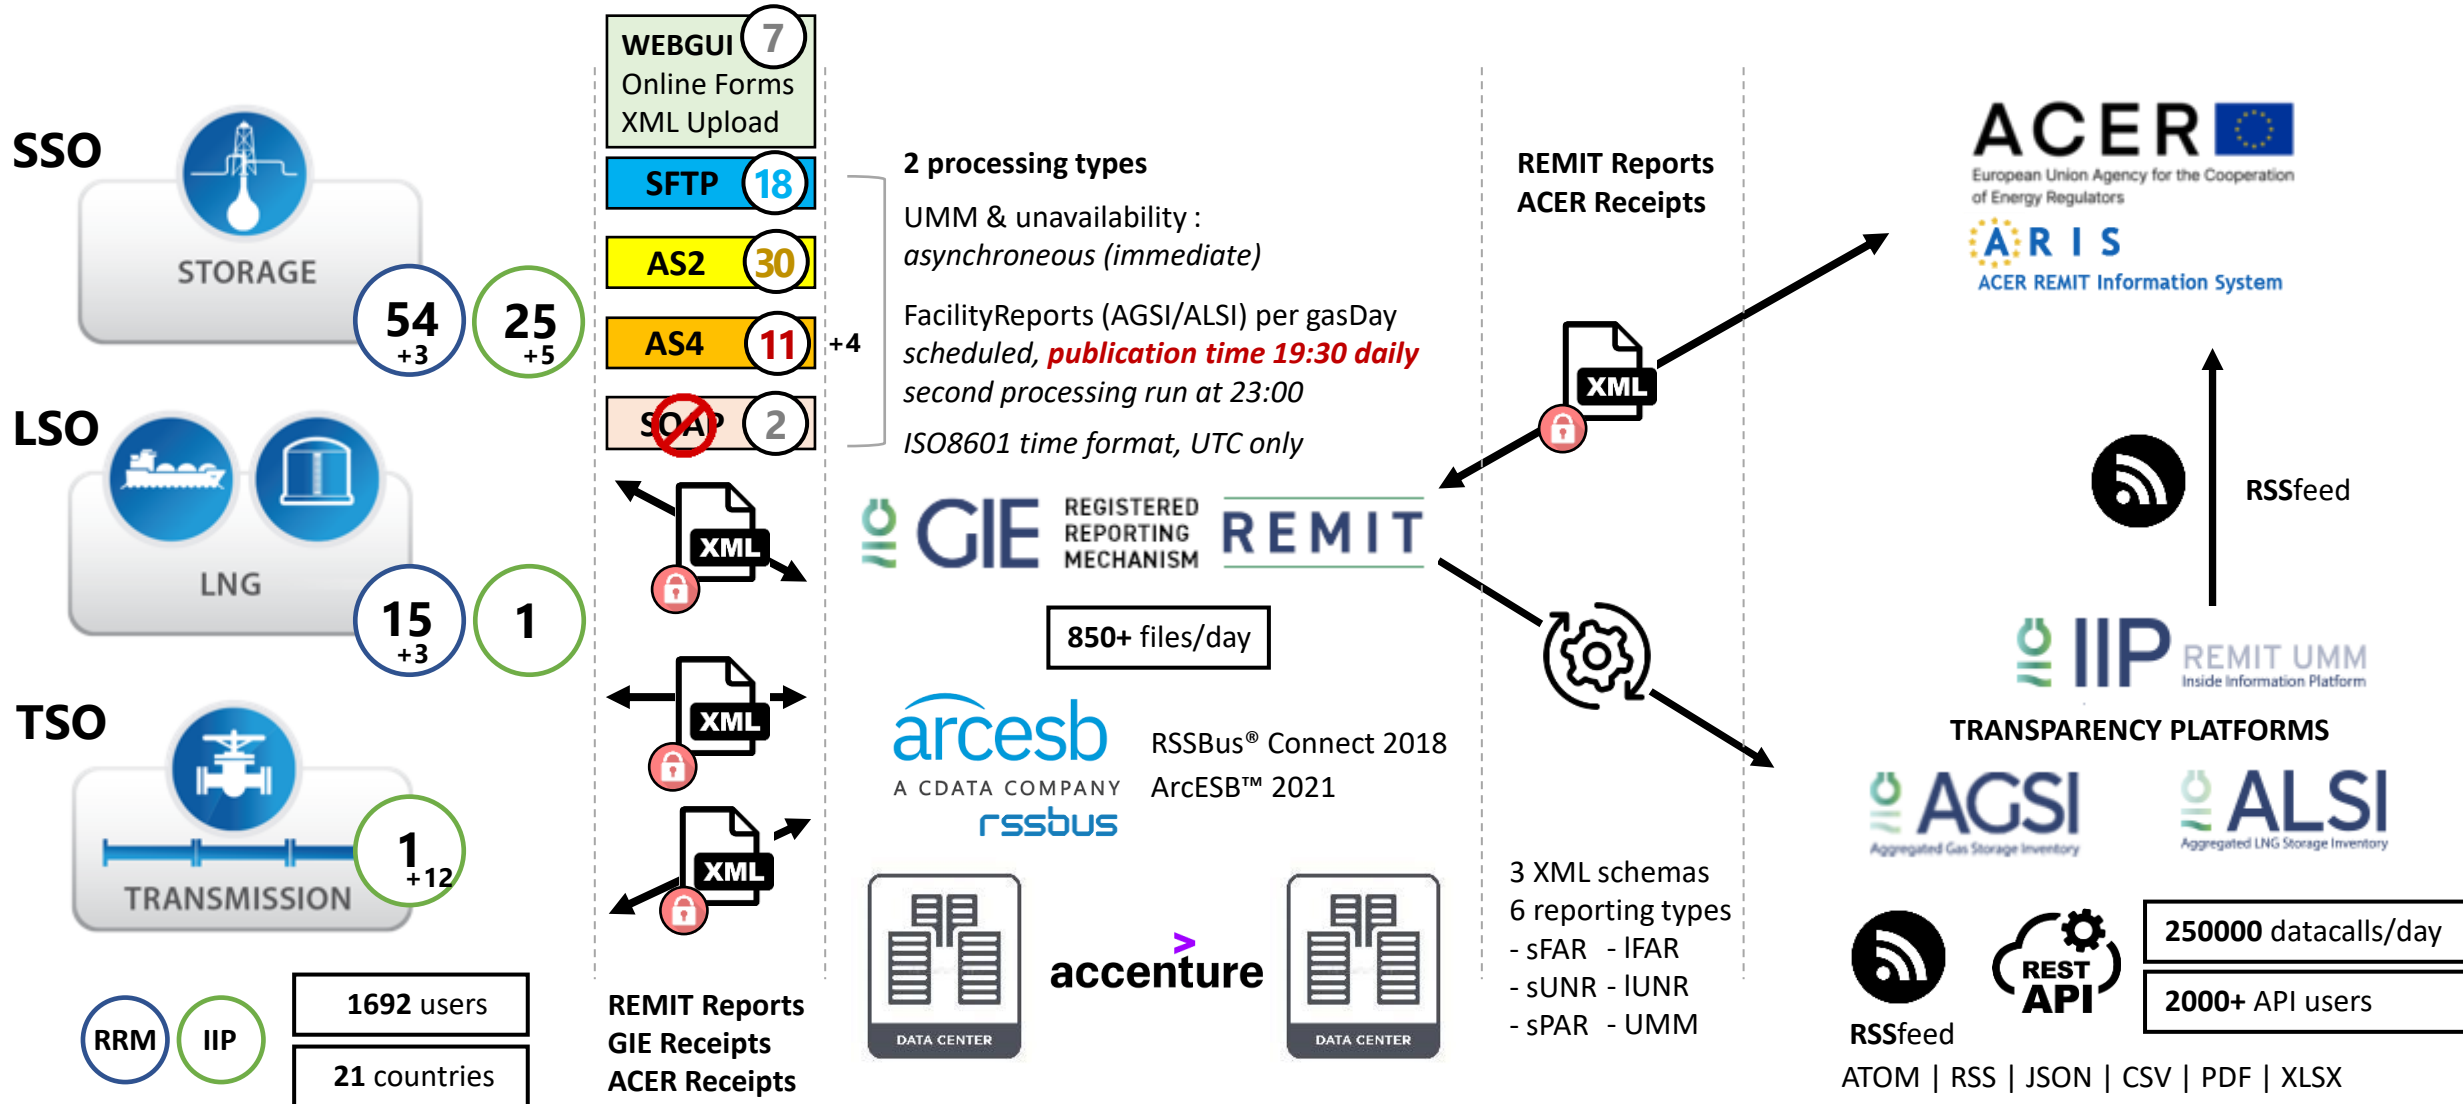 SSO
STORAGE
54
+3
25
+5
LSO
LNG
15
+3
1
TSO
TRANSMISSION
1
+12
RRM
IIP
1692 users
21 countries
WEBGUI 7
Online Forms
XML Upload
SFTP 18
AS2 30
AS4 11 +4
SOAP 2
XML
XML
XML
REMIT Reports
GIE Receipts
ACER Receipts
2 processing types
UMM & unavailability :
asynchroneous (immediate)
FacilityReports (AGSI/ALSI) per gasDay
scheduled, publication time 19:30 daily
second processing run at 23:00
ISO8601 time format, UTC only
GIE
REGISTERED
REPORTING
MECHANISM
REMIT
850+ files/day
arcesb
A CDATA COMPANY
rssbus
RSSBus® Connect 2018
ArcESB™ 2021
DATA CENTER
accenture
DATA CENTER
REMIT Reports
ACER Receipts
XML
3 XML schemas
6 reporting types
- sFAR - lFAR
- sUNR - lUNR
- sPAR - UMM
ACER
European Union Agency for the Cooperation
of Energy Regulators
ARIS
ACER REMIT Information System
RSSfeed
IIP
REMIT UMM
Inside Information Platform
TRANSPARENCY PLATFORMS
AGSI
Aggregated Gas Storage Inventory
ALSI
Aggregated LNG Storage Inventory
RSSfeed
REST
API
250000 datacalls/day
2000+ API users
ATOM | RSS | JSON | CSV | PDF | XLSX